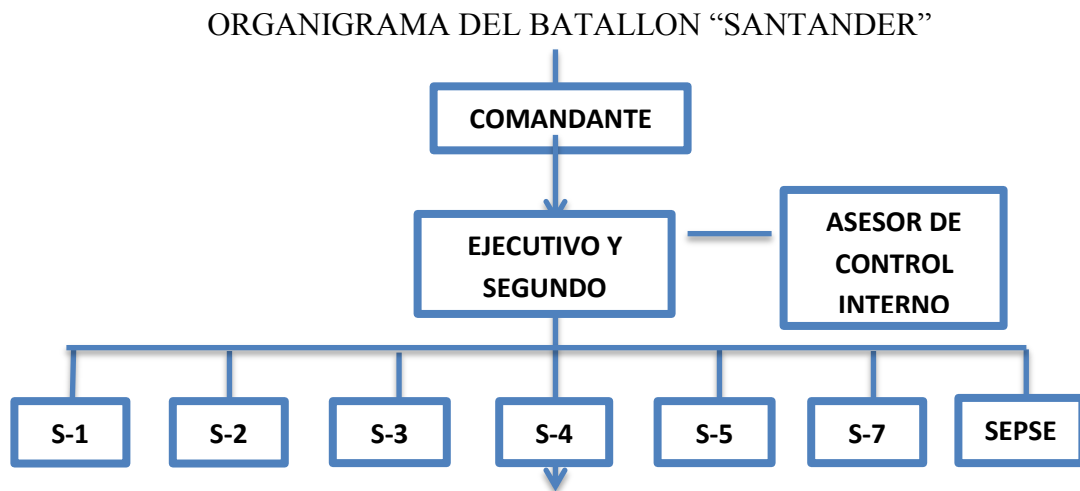 ORGANIGRAMA DEL BATALLON “SANTANDER”
COMANDANTE
EJECUTIVO Y
SEGUNDO
ASESOR DE
CONTROL
INTERNO
S-1
S-2
S-3
S-4
S-5
S-7
SEPSE